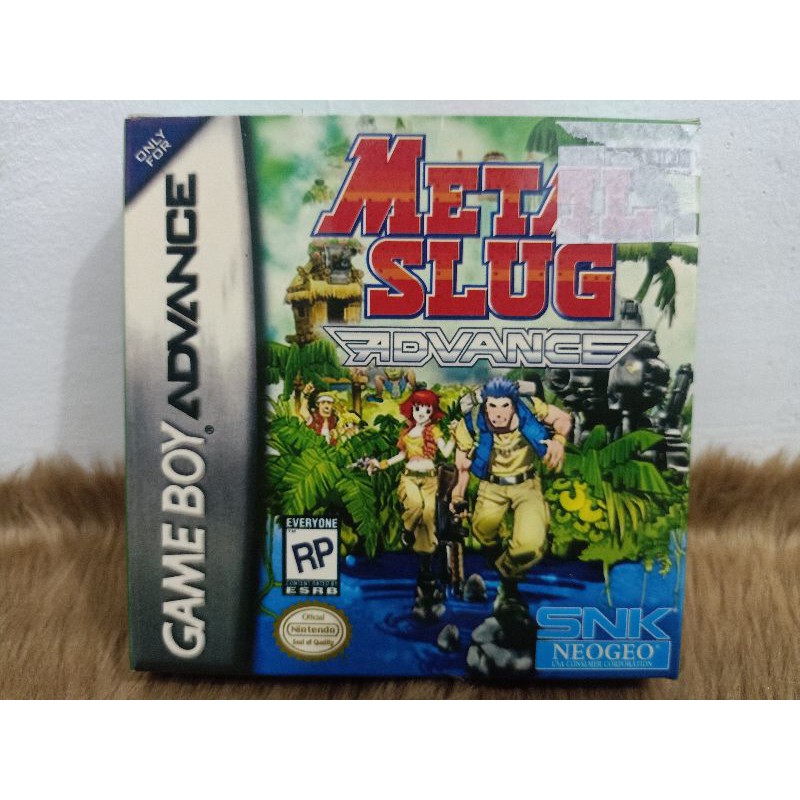 ONLY
FOR
GAME BOY ADVANCE
METAL
SLUG
ADVANCE
EVERYONE
RP
CONTENT RATED BY
ESRB
Official
Nintendo
Seal of Quality
SNK
NEOGEO
USA CONSUMER CORPORATION